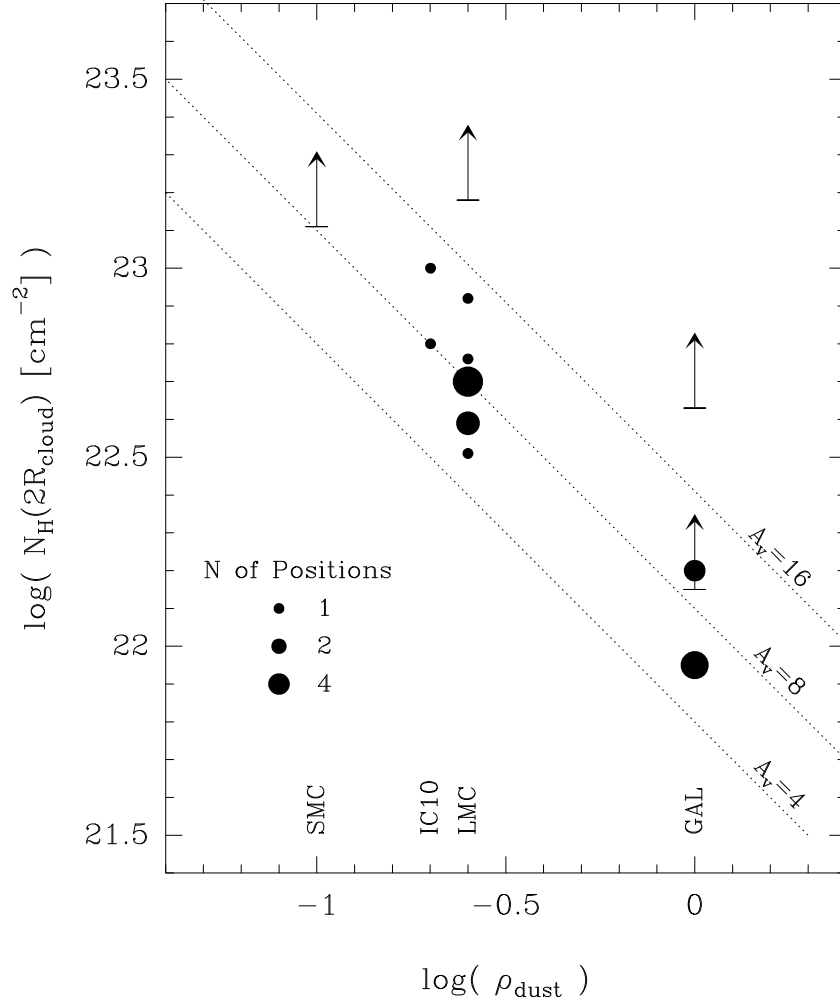 23.5
23
22.5
22
21.5
log( N_H(2R_cloud) [cm^−2] )
N of Positions
1
2
4
A_v=16
A_v=8
A_v=4
SMC
IC10
LMC
GAL
−1
−0.5
0
log( ρ_dust )